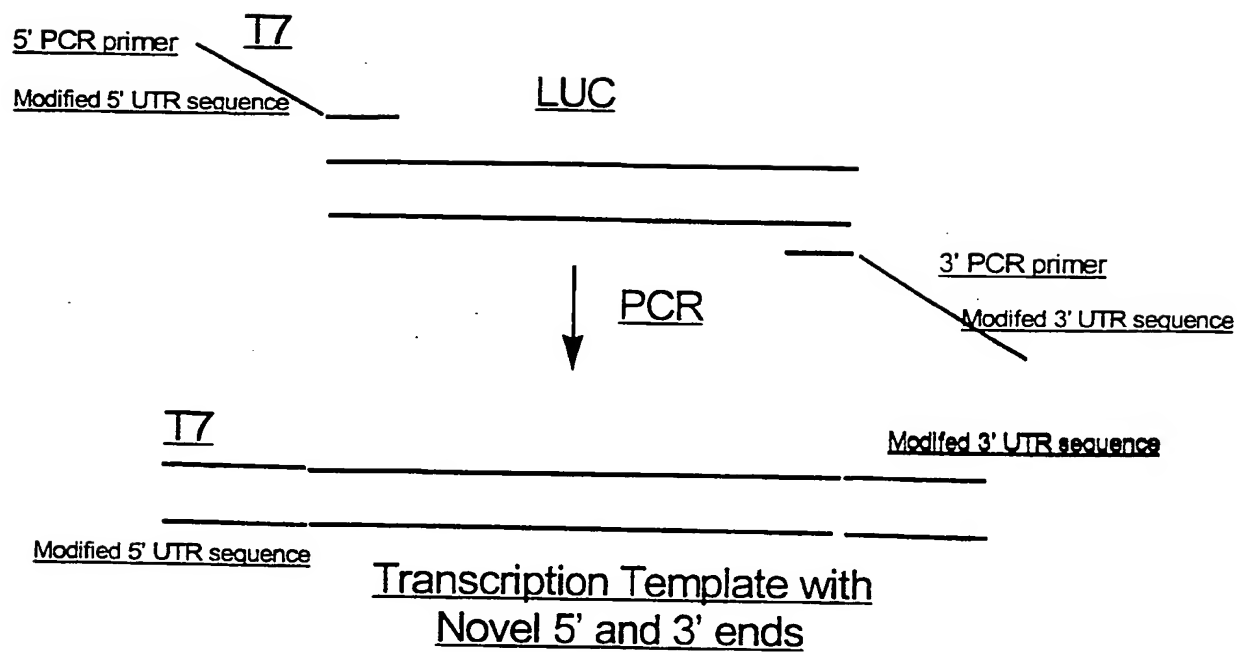 T7
5' PCR primer
Modified 5' UTR sequence
LUC
3' PCR primer
Modifed 3' UTR sequence
PCR
T7
Modifed 3' UTR sequence
Modified 5' UTR sequence
Transcription Template with
Novel 5' and 3' ends